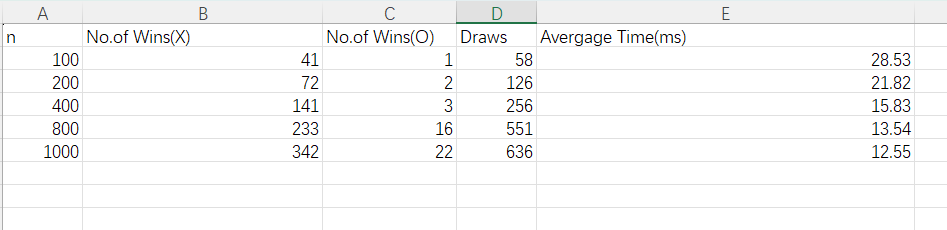 A B C D E
n No.of Wins(X) No.of Wins(O) Draws Avergage Time(ms)
100 41 1 58 28.53
200 72 2 126 21.82
400 141 3 256 15.83
800 233 16 551 13.54
1000 342 22 636 12.55